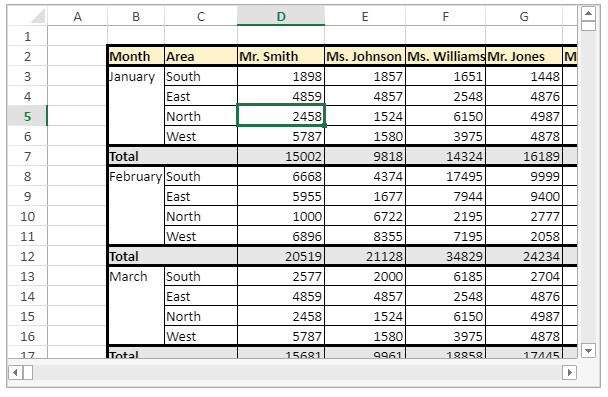 A B C D E F G
1
2 Month Area Mr. Smith Ms. Johnson Ms. Williams Mr. Jones M
3 January South 1898 1857 1651 1448
4 East 4859 4857 2548 4876
5 North 2458 1524 6150 4987
6 West 5787 1580 3975 4878
7 Total 15002 9818 14324 16189
8 February South 6668 4374 17495 9999
9 East 5955 1677 7944 9400
10 North 1000 6722 2195 2777
11 West 6896 8355 7195 2058
12 Total 20519 21128 34829 24234
13 March South 2577 2000 6185 2704
14 East 4859 4857 2548 4876
15 North 2458 1524 6150 4987
16 West 5787 1580 3975 4878
17 Total 15681 9961 18858 17445